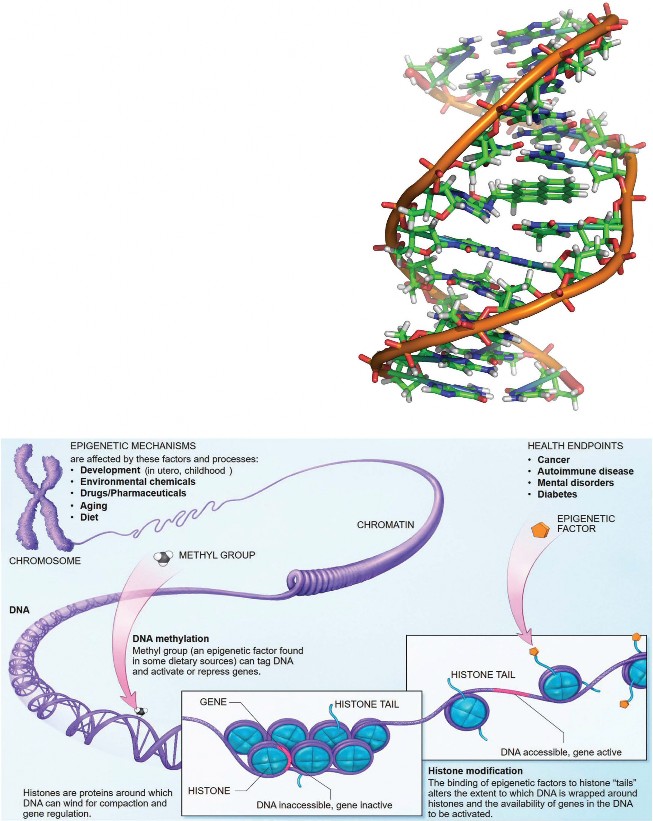 EPIGENETIC MECHANISMS
are affected by these factors and processes:
• Development (in utero, childhood )
• Environmental chemicals
• Drugs/Pharmaceuticals
• Aging
• Diet
HEALTH ENDPOINTS
• Cancer
• Autoimmune disease
• Mental disorders
• Diabetes
EPIGENETIC
FACTOR
CHROMATIN
CHROMOSOME
METHYL GROUP
DNA
DNA methylation
Methyl group (an epigenetic factor found
in some dietary sources) can tag DNA
and activate or repress genes.
GENE
HISTONE TAIL
HISTONE
DNA inaccessible, gene inactive
HISTONE TAIL
DNA accessible, gene active
Histones are proteins around which
DNA can wind for compaction and
gene regulation.
Histone modification
The binding of epigenetic factors to histone “tails”
alters the extent to which DNA is wrapped around
histones and the availability of genes in the DNA
to be activated.